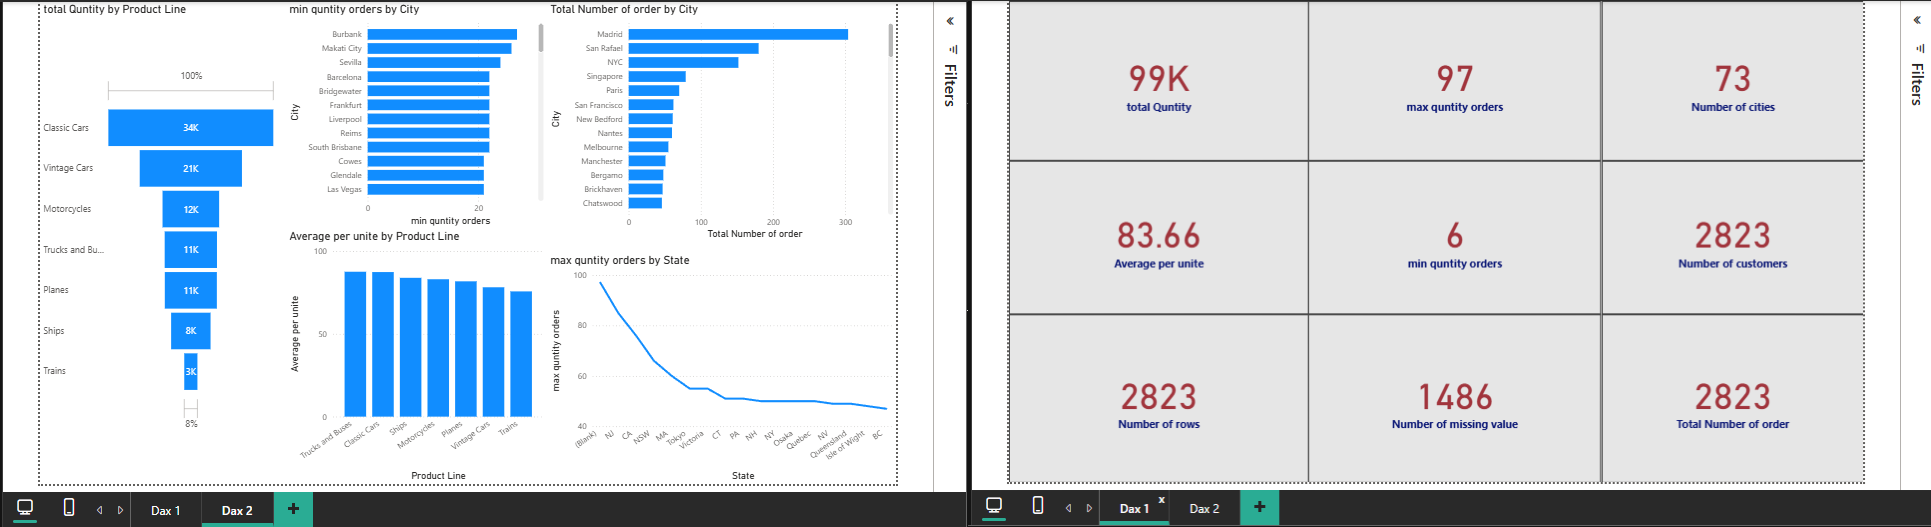 total Quntity by Product Line
100%
Classic Cars
34K
Vintage Cars
21K
Motorcycles
12K
Trucks and Bu...
11K
Planes
11K
Ships
8K
Trains
3K
8%
min quntity orders by City
City
Burbank
Makati City
Sevilla
Barcelona
Bridgewater
Frankfurt
Liverpool
Reims
South Brisbane
Cowes
Glendale
Las Vegas
0
20
min quntity orders
Total Number of order by City
City
Madrid
San Rafael
NYC
Singapore
Paris
San Francisco
New Bedford
Nantes
Melbourne
Manchester
Bergamo
Brickhaven
Chatswood
0
100
200
300
Total Number of order
Average per unite by Product Line
Average per unite
100
50
0
Trucks and Buses
Classic Cars
Ships
Motorcycles
Planes
Vintage Cars
Trains
Product Line
max quntity orders by State
max quntity orders
100
80
60
40
(Blank)
NJ
CA
NSW
MA
Tokyo
Victoria
CT
PA
NH
NY
Osaka
Quebec
NV
Queensland
Isle of Wight
BC
State
Filters
Dax 1
Dax 2
99K
total Quntity
97
max quntity orders
73
Number of cities
83.66
Average per unite
6
min quntity orders
2823
Number of customers
2823
Number of rows
1486
Number of missing value
2823
Total Number of order
Filters
Dax 1
Dax 2